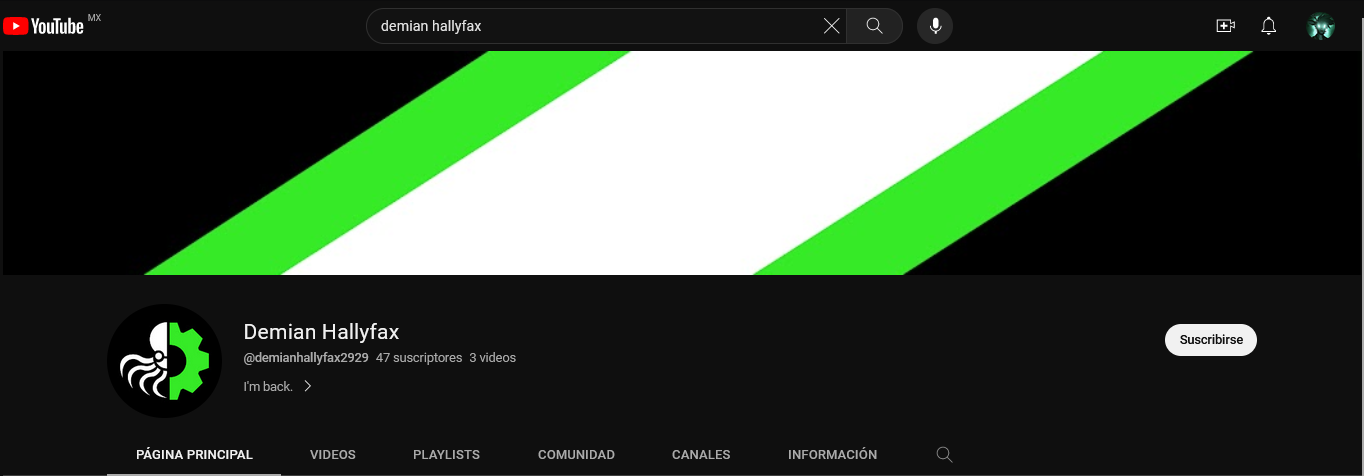 YouTube MX
demian hallyfax
Demian Hallyfax
@demianhallyfax2929 47 suscriptores 3 videos
Suscribirse
I'm back.
PÁGINA PRINCIPAL VIDEOS PLAYLISTS COMUNIDAD CANALES INFORMACIÓN